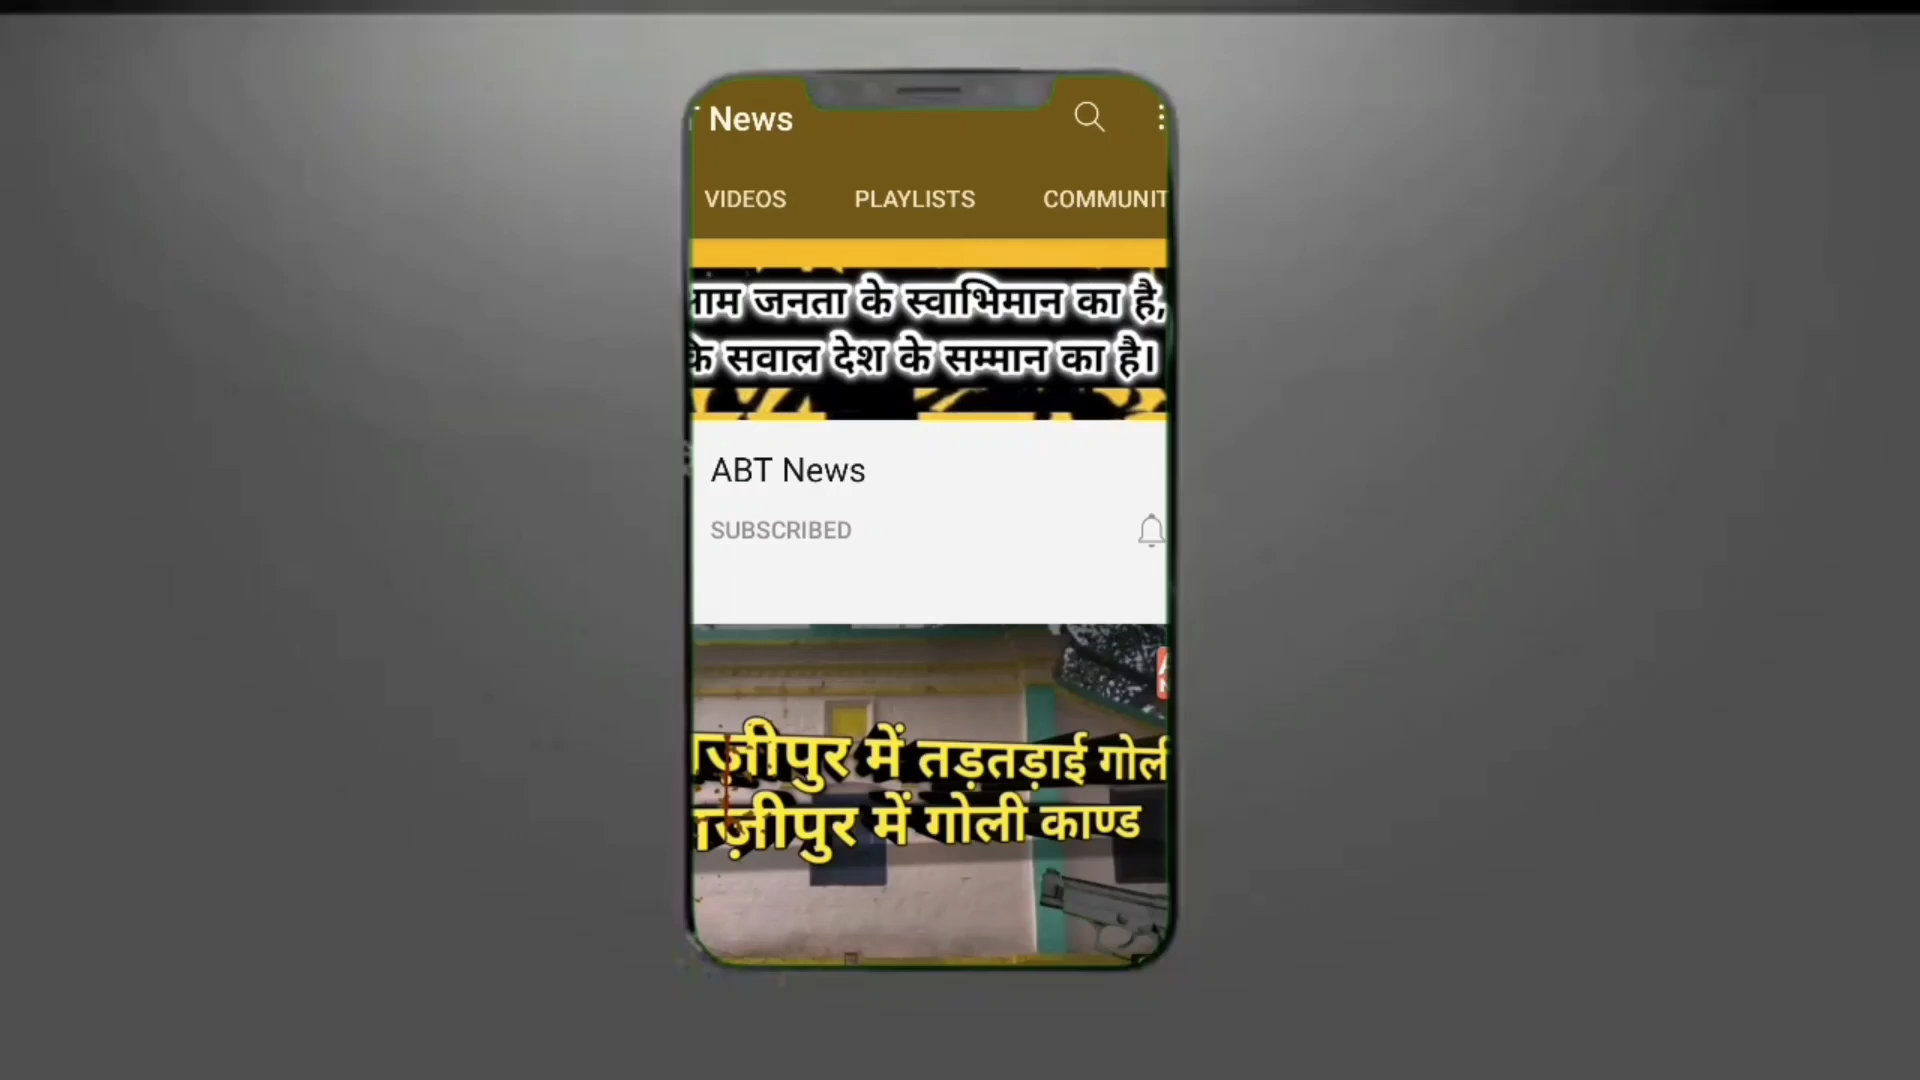 News
VIDEOS PLAYLISTS COMMUNIT
जनता के स्वाभिमान का है,
सवाल देश के सम्मान का है।
ABT News
SUBSCRIBED
में तड़तड़ाई
में गोली काण्ड